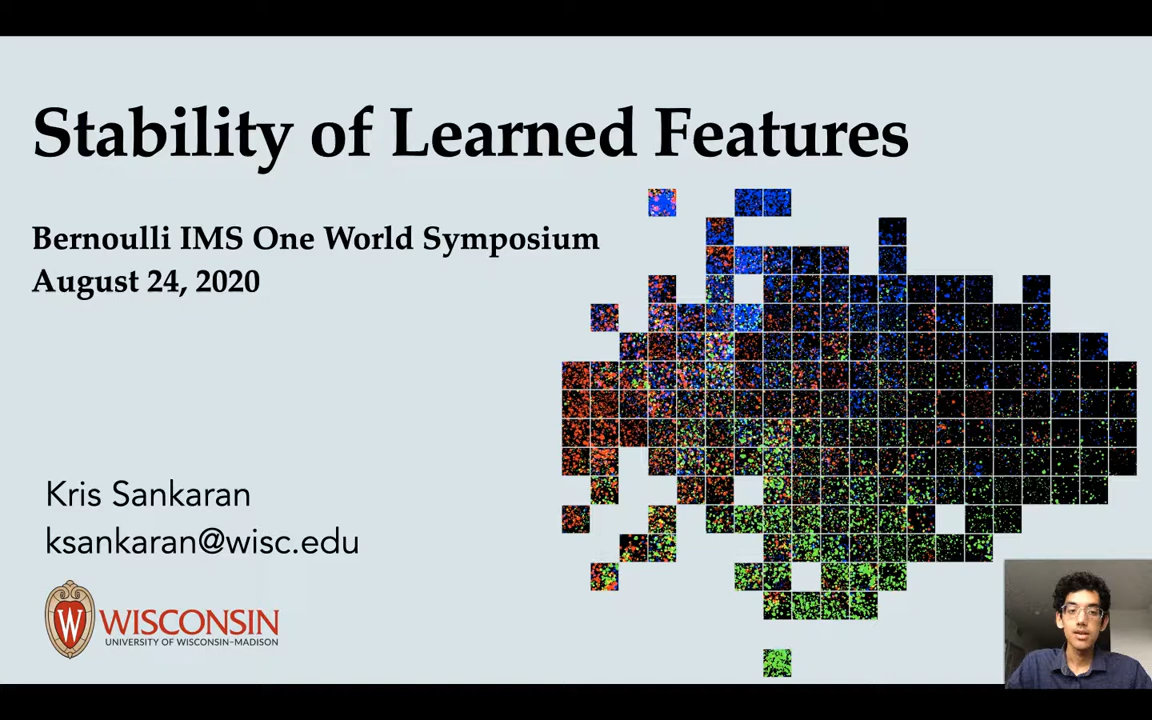 Stability of Learned Features
Bernoulli IMS One World Symposium
August 24, 2020
Kris Sankaran
ksankaran@wisc.edu
W WISCONSIN
UNIVERSITY OF WISCONSIN–MADISON